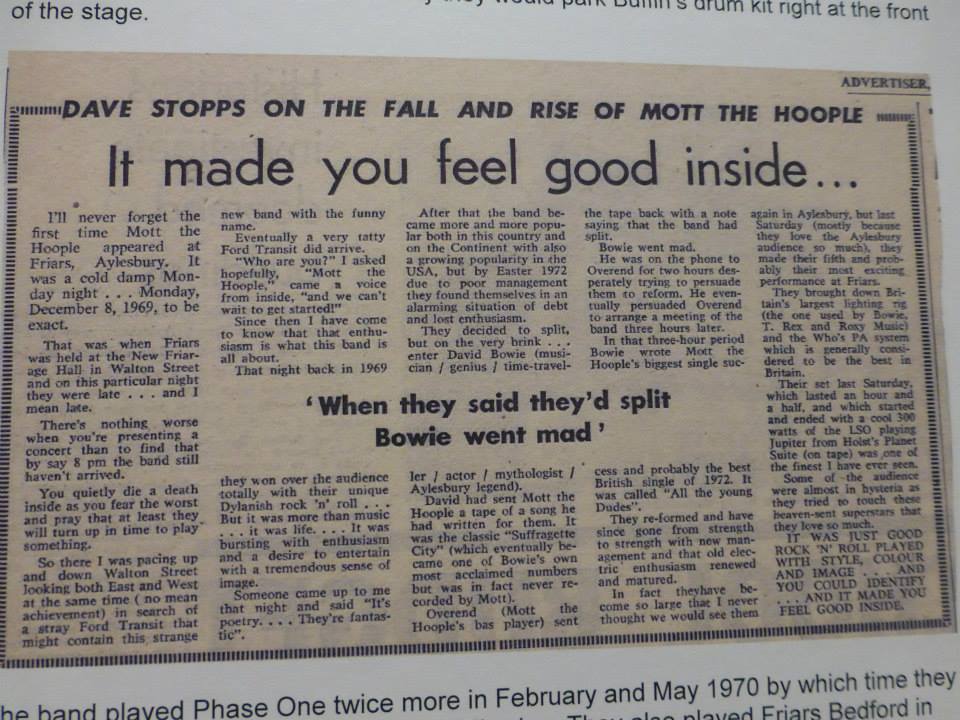 of the stage.
they would park Buffin's drum kit right at the front
ADVERTISER,
DAVE STOPPS ON THE FALL AND RISE OF MOTT THE HOOPLE
It made you feel good inside...
I'll never forget the
first time Mott the
Hoople appeared at
Friars, Aylesbury. It
was a cold damp Mon-
day night . . . Monday,
December 8, 1969, to be
exact.
That was when Friars
was held at the New Friar-
age Hall in Walton Street
and on this particular night
they were late . . . and I
mean late.
There's nothing worse
when you're presenting a
concert than to find that
by say 8 pm the band still
haven't arrived.
You quietly die a death
inside as you fear the worst
and pray that at least they
will turn up in time to play
something.
So there I was pacing up
and down Walton Street
looking both East and West
at the same time ( no mean
achievement) in search of
a stray Ford Transit that
might contain this strange
new band with the funny
name.
Eventually a very tatty
Ford Transit did arrive.
"Who are you?" I asked
hopefully, "Mott the
Hoople," came a voice
from inside, "and we can't
wait to get started!"
Since then I have come
to know that this enthu-
siasm is what this band is
all about.
That night back in 1969
they won over the audience
totally with their unique
Dylanish rock 'n' roll . . .
But it was more than music
. . . it was life. . . . It was
bursting with enthusiasm
and a desire to entertain
with a tremendous sense of
image.
Someone came up to me
that night and said "It's
poetry. . . . They're fantas-
tic".
After that the band be-
came more and more popu-
lar both in this country and
on the Continent with also
a growing popularity in the
USA, but by Easter 1972
due to poor management
they found themselves in an
alarming situation of debt
and lost enthusiasm.
They decided to split,
but on the very brink . . .
enter David Bowie (musi-
cian / genius / time-travel-
'When they said they'd split
Bowie went mad'
ler / actor / mythologist /
Aylesbury legend).
David had sent Mott the
Hoople a tape of a song he
had written for them. It
was the classic "Suffragette
City" (which eventually be-
came one of Bowie's own
most acclaimed numbers
but was in fact never re-
corded by Mott).
Overend (Mott the
Hoople's bas player) sent
the tape back with a note
saying that the band had
split.
Bowie went mad.
He was on the phone to
Overend for two hours des-
perately trying to persuade
them to reform. He even-
tually persuaded Overend
to arrange a meeting of the
band three hours later.
In that three-hour period
Bowie wrote Mott the
Hoople's biggest single suc-
cess and probably the best
British single of 1972. It
was called "All the young
Dudes".
They re-formed and have
since gone from strength
to strength with new man-
agement and that old elec-
tric enthusiasm renewed
and matured.
In fact theyhave be-
come so large that I never
thought we would see them
again in Aylesbury, but last
Saturday (mostly because
they love the Aylesbury
audience so much), they
made their fifth and prob-
ably their most exciting
performance at Friars.
They brought down Bri-
tain's largest lighting rig
(the one used by Bowie,
T. Rex and Roxy Music)
and the Who's PA system
which is generally consi-
dered to be the best in
Britain.
Their set last Saturday,
which lasted an hour and
a half, and which started
and ended with a cool 300
watts of the LSO playing
Jupiter from Holst's Planet
Suite (on tape) was one of
the finest I have ever seen.
Some of the audience
were almost in hysteria as
they tried to touch these
heaven-sent superstars that
they love so much.
IT WAS JUST GOOD
ROCK 'N' ROLL PLAYED
WITH STYLE, COLOUR
AND IMAGE . . . AND
YOU COULD IDENTIFY
. . . AND IT MADE YOU
FEEL GOOD INSIDE.
he band played Phase One twice more in February and May 1970 by which time they
They also played Friars Bedford in